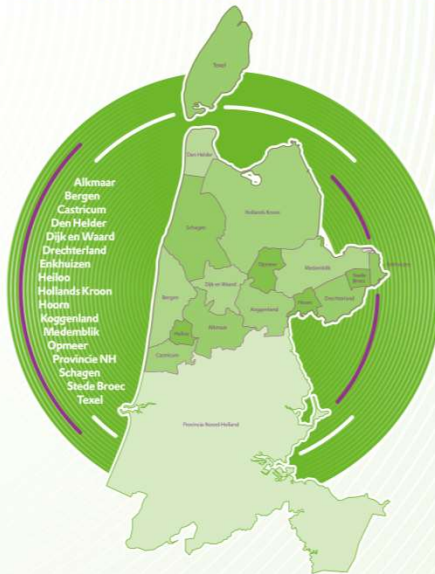 Alkmaar
Bergen
Castricum
Den Helder
Dijk en Waard
Drechterland
Enkhuizen
Heiloo
Hollands Kroon
Hoorn
Koggenland
Medemblik
Opmeer
Provincie NH
Schagen
Stede Broec
Texel
Texel
Den Helder
Hollands Kroon
Schagen
Opmeer
Medemblik
Enkhuizen
Stede
Broec
Dijk en Waard
Bergen
Hoorn
Drechterland
Koggenland
Alkmaar
Heiloo
Castricum
Provincie Noord-Holland